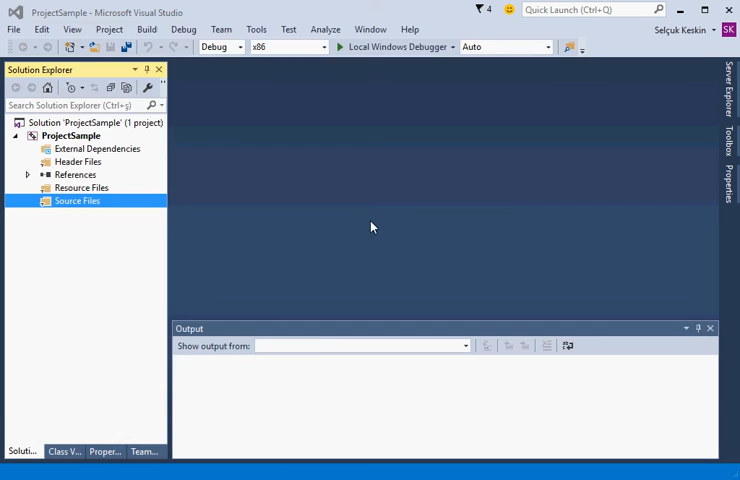 ProjectSample - Microsoft Visual Studio
4
Quick Launch (Ctrl+Q)
File Edit View Project Build Debug Team Tools Test Analyze Window Help
Selçuk Keskin SK
Debug x86 Local Windows Debugger Auto
Solution Explorer
Search Solution Explorer (Ctrl+ş)
Solution 'ProjectSample' (1 project)
ProjectSample
External Dependencies
Header Files
References
Resource Files
Source Files
Server Explorer
Toolbox
Properties
Output
Show output from:
Soluti... Class V... Proper... Team...